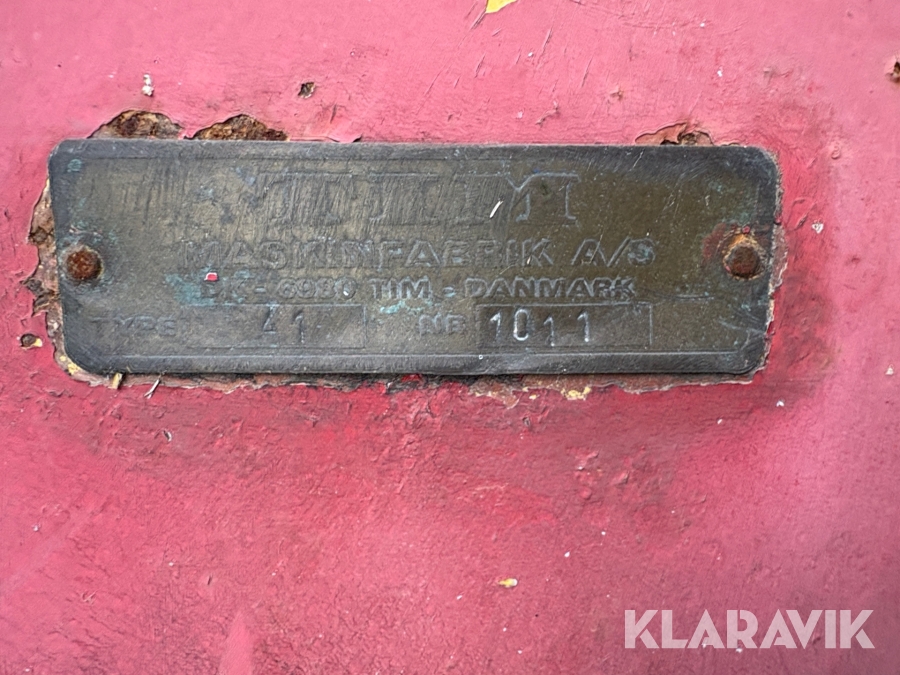 MASKINFABRIK A/S
DK-6980 TIM - DANMARK
TYPE 41 NR 1011
KLARAVIK